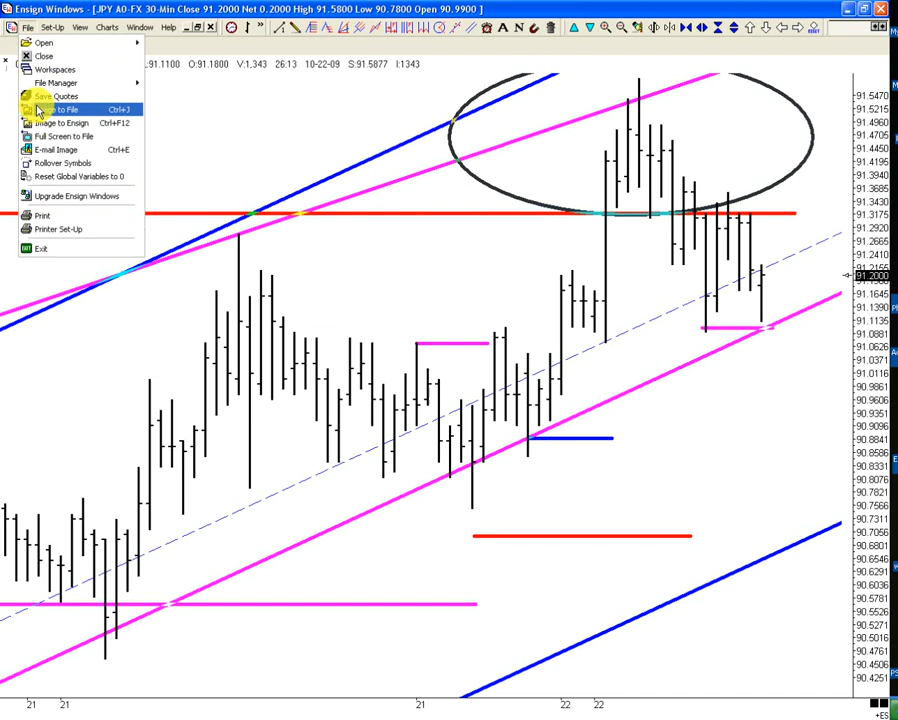 Ensign Windows - [JPY A0-FX 30-Min Close 91.2000 Net 0.2000 High 91.5800 Low 90.7800 Open 90.9900 ]
File Set-Up View Charts Window Help
Open
Close
Workspaces
File Manager
Save Quotes
to File Ctrl+J
Image to Ensign Ctrl+F12
Full Screen to File
E-mail Image Ctrl+E
Rollover Symbols
Reset Global Variables to 0
Upgrade Ensign Windows
Print
Printer Set-Up
Exit
:91.1100 O:91.1800 V:1,343 26:13 10-22-09 S:91.5877 I:1343
91.5470
91.5215
91.4960
91.4705
91.4450
91.4195
91.3940
91.3685
91.3430
91.3175
91.2920
91.2665
91.2000
91.1645
91.1390
91.1135
91.0626
91.0371
91.0116
90.9861
90.9606
90.9351
90.9096
90.8841
90.8586
90.8331
90.8076
90.7821
90.7566
90.7311
90.7056
90.6801
90.6546
90.6291
90.6036
90.5781
90.5526
90.5271
90.5016
90.4761
90.4506
90.4251
21 21 21 22 22
+ES